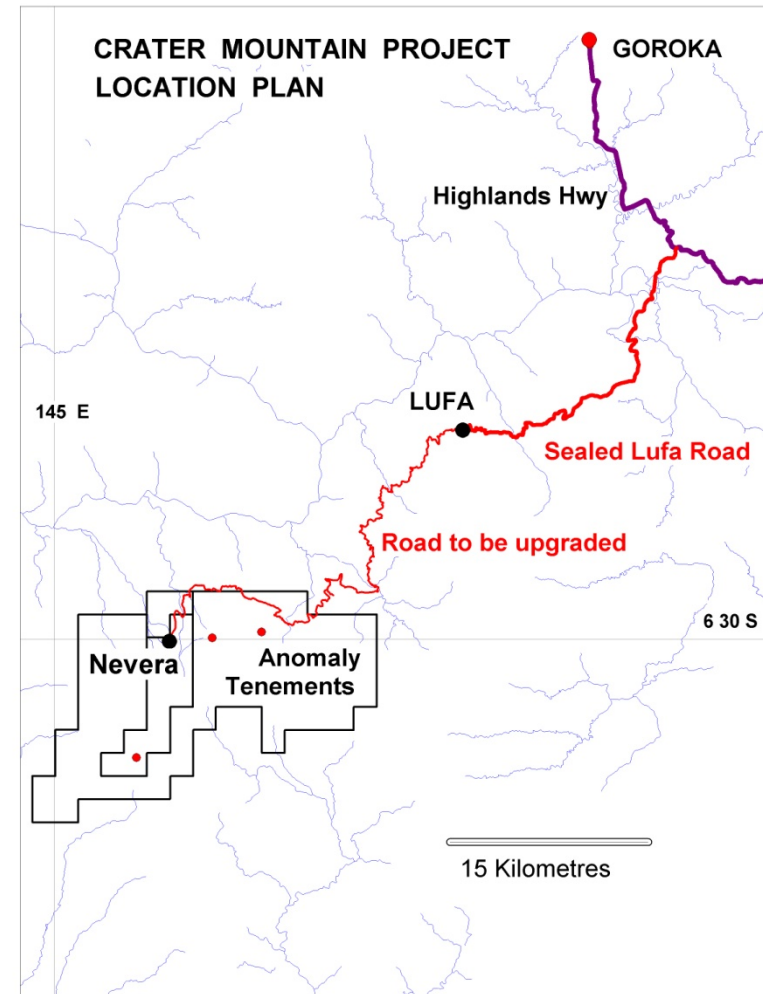 CRATER MOUNTAIN PROJECT
LOCATION PLAN
GOROKA
Highlands Hwy
145 E
LUFA
Sealed Lufa Road
Road to be upgraded
6 30 S
Nevera
Anomaly
Tenements
15 Kilometres